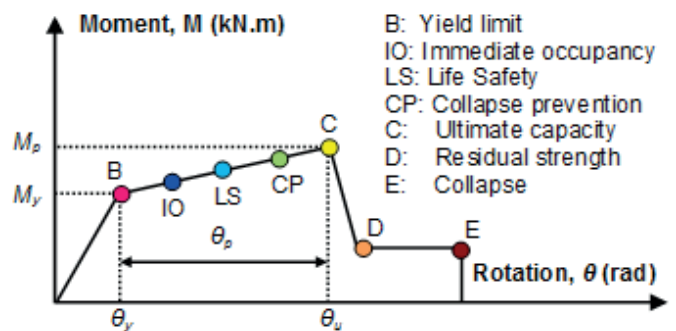 Moment, M (kN.m)
B: Yield limit
IO: Immediate occupancy
LS: Life Safety
CP: Collapse prevention
C: Ultimate capacity
D: Residual strength
E: Collapse
C
Mp
B
CP
My
LS
IO
θp
D
E
Rotation, θ (rad)
θy
θu